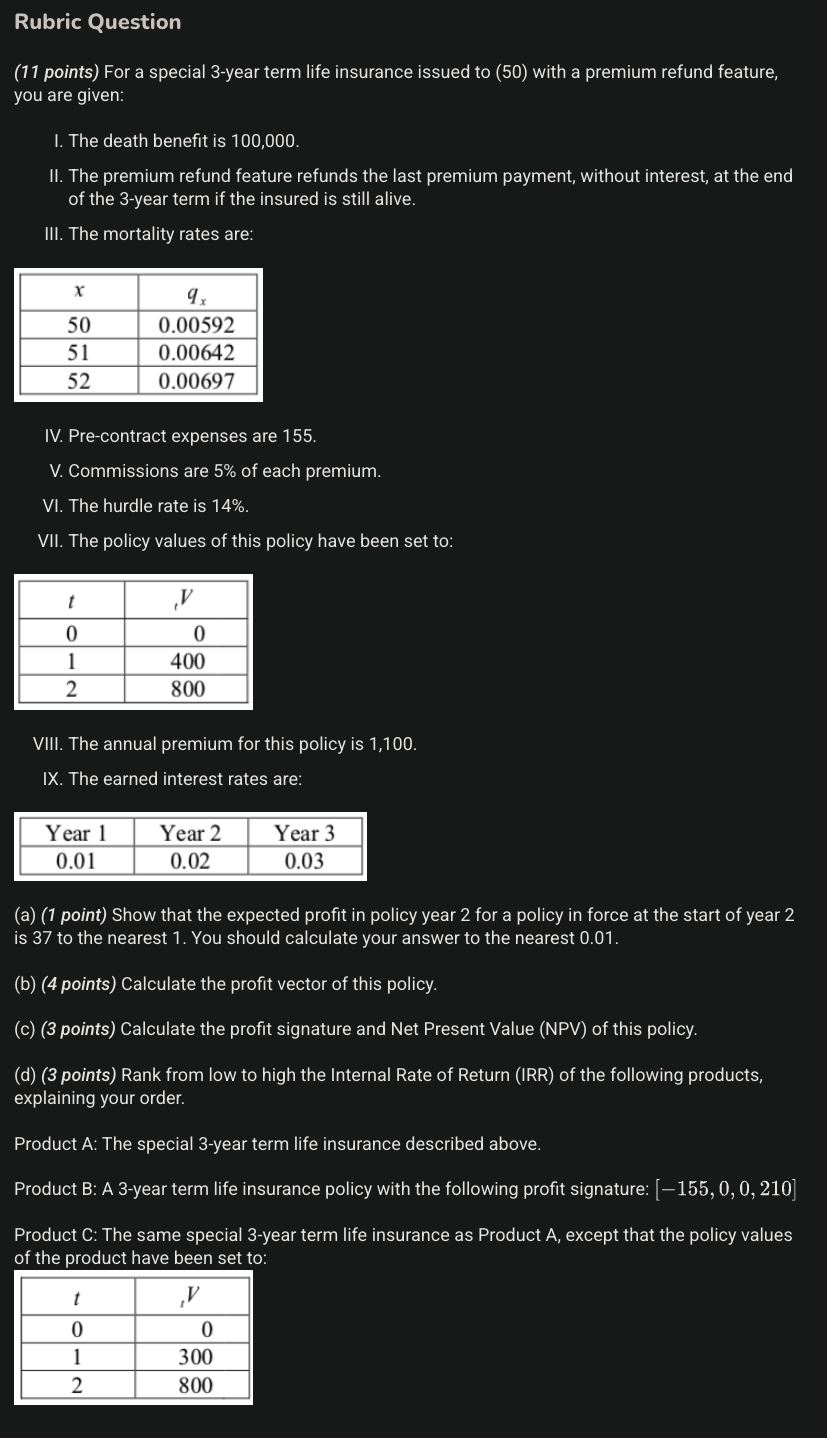 Rubric Question
(11 points) For a special 3-year term life insurance issued to (50) with a premium refund feature,
you are given:
I. The death benefit is 100,000.
II. The premium refund feature refunds the last premium payment, without interest, at the end
of the 3-year term if the insured is still alive.
III. The mortality rates are:
x qₓ
50 0.00592
51 0.00642
52 0.00697
IV. Pre-contract expenses are 155.
V. Commissions are 5% of each premium.
VI. The hurdle rate is 14%.
VII. The policy values of this policy have been set to:
t ₜV
0 0
1 400
2 800
VIII. The annual premium for this policy is 1,100.
IX. The earned interest rates are:
Year 1 Year 2 Year 3
0.01 0.02 0.03
(a) (1 point) Show that the expected profit in policy year 2 for a policy in force at the start of year 2
is 37 to the nearest 1. You should calculate your answer to the nearest 0.01.
(b) (4 points) Calculate the profit vector of this policy.
(c) (3 points) Calculate the profit signature and Net Present Value (NPV) of this policy.
(d) (3 points) Rank from low to high the Internal Rate of Return (IRR) of the following products,
explaining your order.
Product A: The special 3-year term life insurance described above.
Product B: A 3-year term life insurance policy with the following profit signature: [−155, 0, 0, 210]
Product C: The same special 3-year term life insurance as Product A, except that the policy values
of the product have been set to:
t ₜV
0 0
1 300
2 800